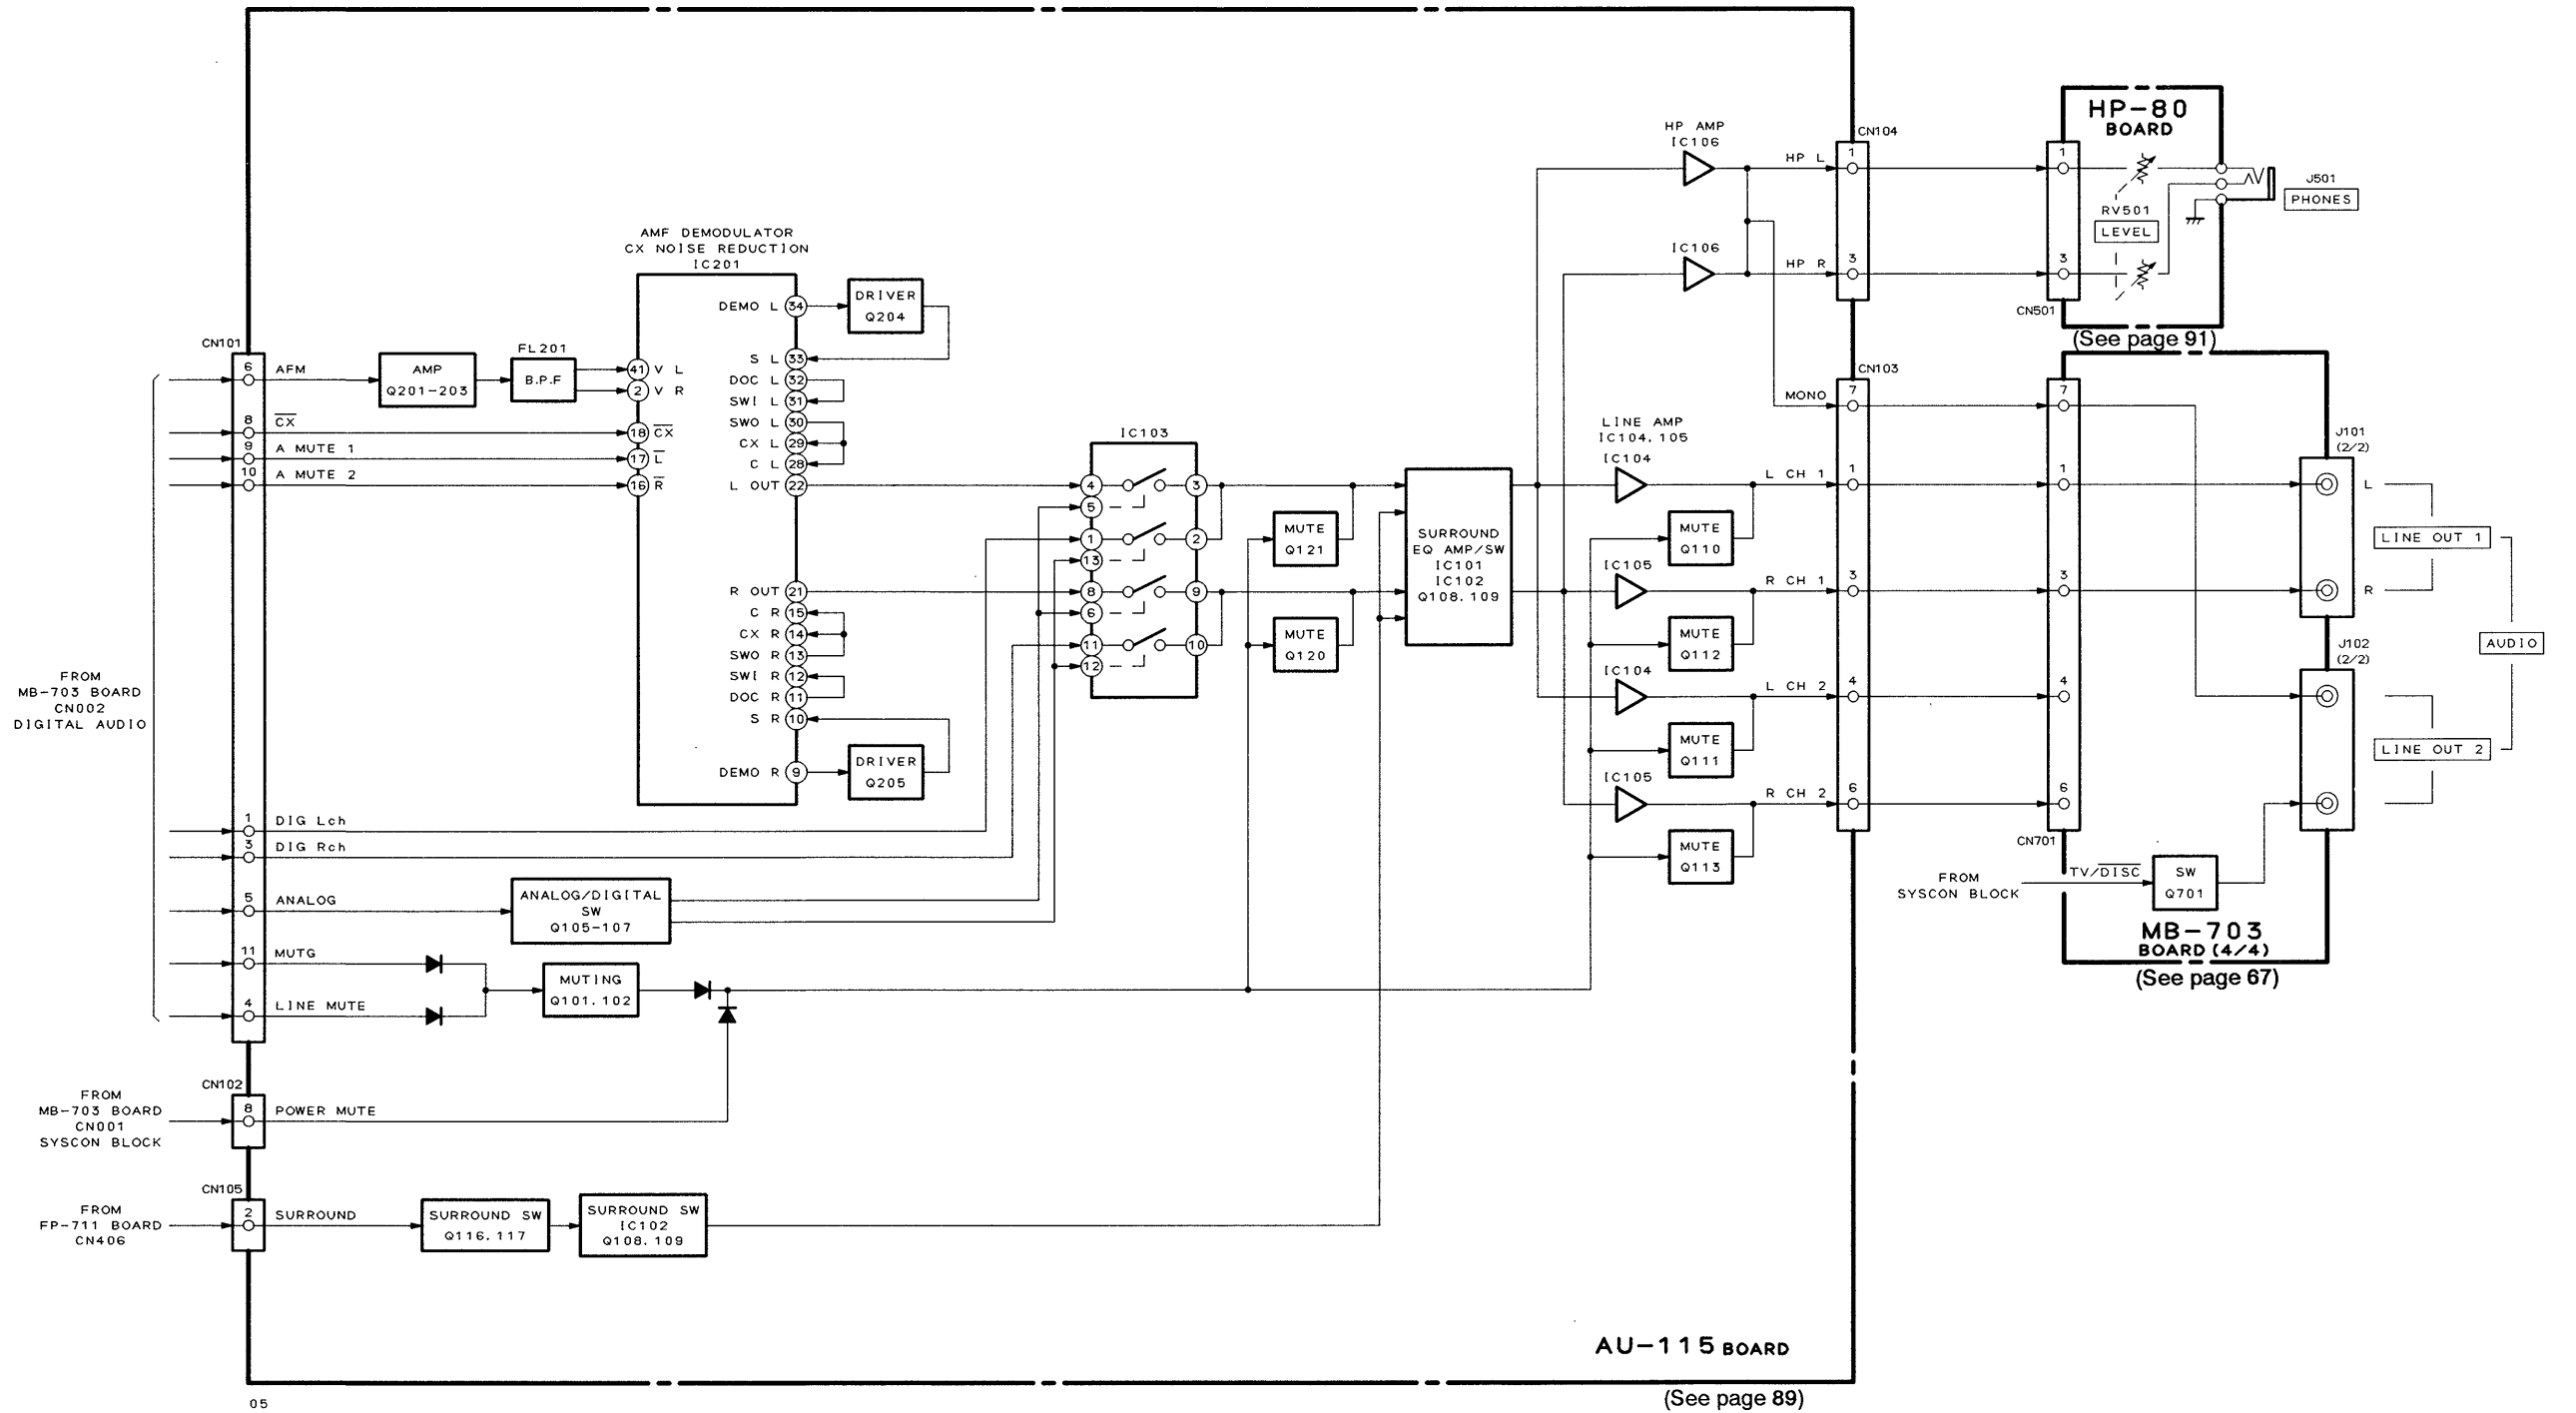 HP-80
BOARD
HP AMP
IC106
CN104
HP L
1
1
J501
PHONES
RV501
LEVEL
IC106
HP R
3
3
CN501
(See page 91)
AMF DEMODULATOR
CX NOISE REDUCTION
IC201
DEMO L 34
DRIVER
Q204
S L 33
DOC L 32
SWI L 31
SWO L 30
CX L 29
C L 28
L OUT 22
R OUT 21
C R 15
CX R 14
SWO R 13
SWI R 12
DOC R 11
S R 10
DEMO R 9
DRIVER
Q205
41 V L
2 V R
18 CX
17 L
16 R
CN101
6 AFM
AMP
Q201-203
FL201
B.P.F
8 CX
9 A MUTE 1
10 A MUTE 2
FROM
MB-703 BOARD
CN002
DIGITAL AUDIO
1 DIG Lch
3 DIG Rch
5 ANALOG
ANALOG/DIGITAL
SW
Q105-107
11 MUTG
4 LINE MUTE
MUTING
Q101.102
FROM
MB-703 BOARD
CN001
SYSCON BLOCK
CN102
8 POWER MUTE
FROM
FP-711 BOARD
CN406
CN105
2 SURROUND
SURROUND SW
Q116.117
SURROUND SW
IC102
Q108.109
IC103
4
3
5
1
2
13
8
9
6
11
10
12
MUTE
Q121
MUTE
Q120
SURROUND
EQ AMP/SW
IC101
IC102
Q108.109
LINE AMP
IC104.105
IC104
L CH 1
MUTE
Q110
IC105
R CH 1
MUTE
Q112
IC104
L CH 2
MUTE
Q111
IC105
R CH 2
MUTE
Q113
CN103
MONO
7
1
3
4
6
7
1
3
4
6
CN701
J101
(2/2)
L
R
LINE OUT 1
AUDIO
J102
(2/2)
LINE OUT 2
FROM
SYSCON BLOCK
TV/DISC
SW
Q701
MB-703
BOARD (4/4)
(See page 67)
AU-115 BOARD
(See page 89)
05